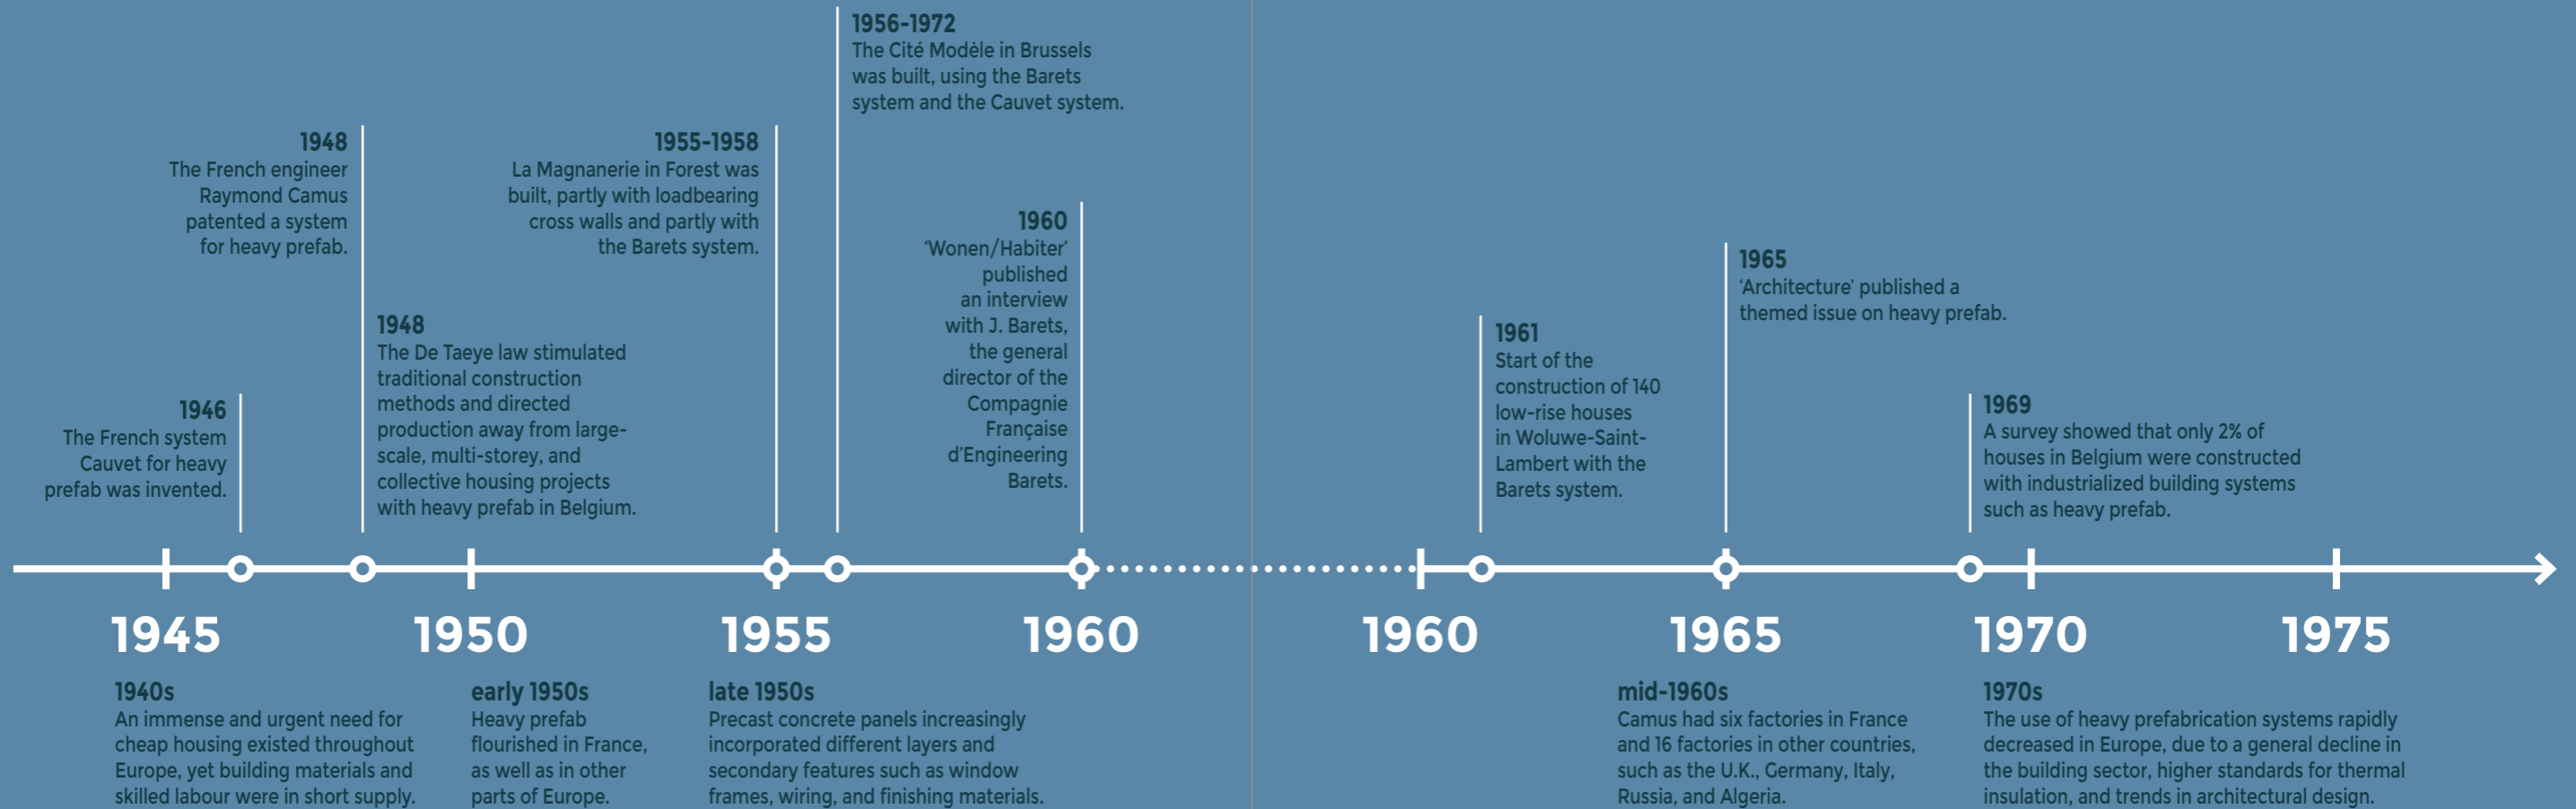 1956-1972
The Cité Modèle in Brussels
was built, using the Barets
system and the Cauvet system.
1948
The French engineer
Raymond Camus
patented a system
for heavy prefab.
1955-1958
La Magnanerie in Forest was
built, partly with loadbearing
cross walls and partly with
the Barets system.
1960
‘Wonen/Habiter’
published
an interview
with J. Barets,
the general
director of the
Compagnie
Française
d’Engineering
Barets.
1965
‘Architecture’ published a
themed issue on heavy prefab.
1948
The De Taeye law stimulated
traditional construction
methods and directed
production away from large-
scale, multi-storey, and
collective housing projects
with heavy prefab in Belgium.
1961
Start of the
construction of 140
low-rise houses
in Woluwe-Saint-
Lambert with the
Barets system.
1946
The French system
Cauvet for heavy
prefab was invented.
1969
A survey showed that only 2% of
houses in Belgium were constructed
with industrialized building systems
such as heavy prefab.
1945
1950
1955
1960
1960
1965
1970
1975
1940s
An immense and urgent need for
cheap housing existed throughout
Europe, yet building materials and
skilled labour were in short supply.
early 1950s
Heavy prefab
flourished in France,
as well as in other
parts of Europe.
late 1950s
Precast concrete panels increasingly
incorporated different layers and
secondary features such as window
frames, wiring, and finishing materials.
mid-1960s
Camus had six factories in France
and 16 factories in other countries,
such as the U.K., Germany, Italy,
Russia, and Algeria.
1970s
The use of heavy prefabrication systems rapidly
decreased in Europe, due to a general decline in
the building sector, higher standards for thermal
insulation, and trends in architectural design.